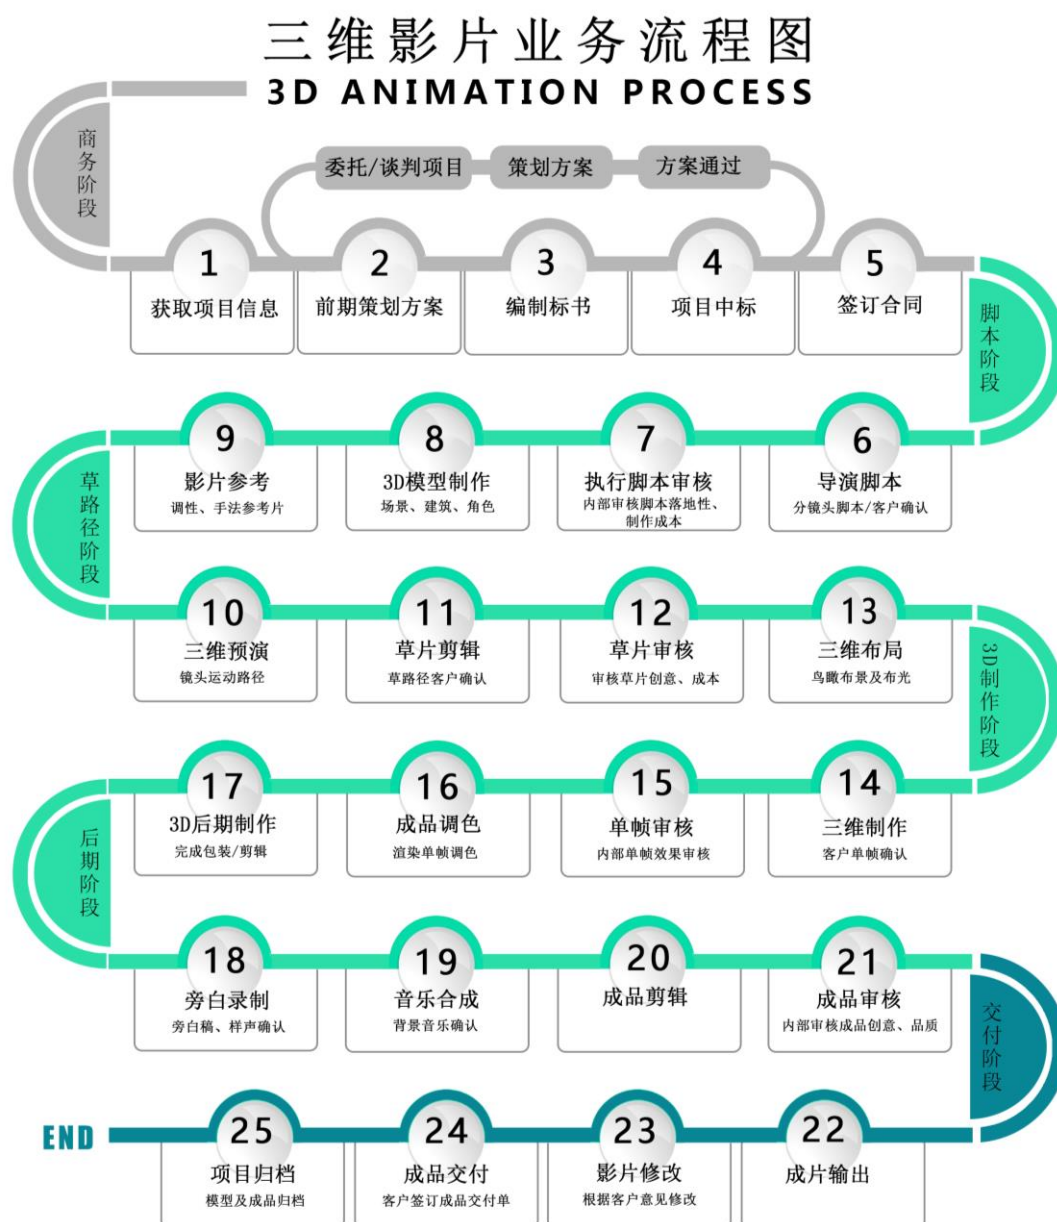 三维影片业务流程图
3D ANIMATION PROCESS
商务阶段
委托/谈判项目
策划方案
方案通过
1
获取项目信息
2
前期策划方案
3
编制标书
4
项目中标
5
签订合同
脚本阶段
6
导演脚本
分镜头脚本/客户确认
7
执行脚本审核
内部审核脚本落地性、
制作成本
8
3D模型制作
场景、建筑、角色
9
影片参考
调性、手法参考片
草路径阶段
10
三维预演
镜头运动路径
11
草片剪辑
草路径客户确认
12
草片审核
审核草片创意、成本
13
三维布局
鸟瞰布景及布光
3D制作阶段
14
三维制作
客户单帧确认
15
单帧审核
内部单帧效果审核
16
成品调色
渲染单帧调色
17
3D后期制作
完成包装/剪辑
后期阶段
18
旁白录制
旁白稿、样声确认
19
音乐合成
背景音乐确认
20
成品剪辑
21
成品审核
内部审核成品创意、品质
交付阶段
22
成片输出
23
影片修改
根据客户意见修改
24
成品交付
客户签订成品交付单
25
项目归档
模型及成品归档
END